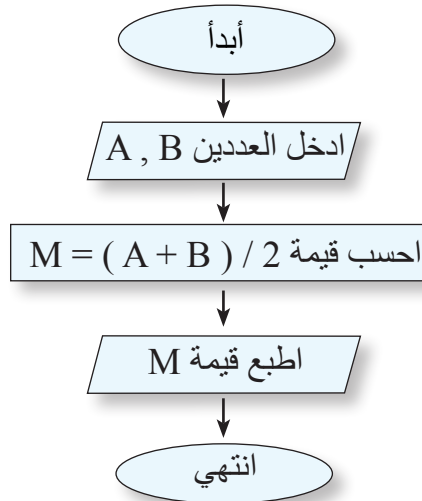 أبدأ
ادخل العددين A , B
احسب قيمة M = ( A + B ) / 2
اطبع قيمة M
انتهي